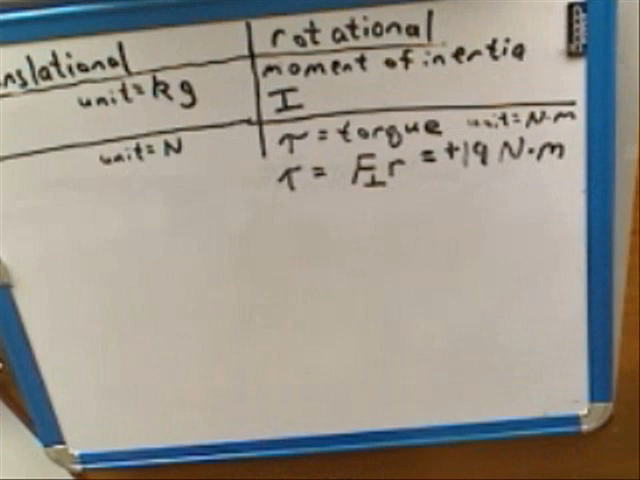 nslational
rotational
unit=kg
moment of inertia
I
unit=N
τ=torque unit=N·m
τ = F⊥r = +19 N·m